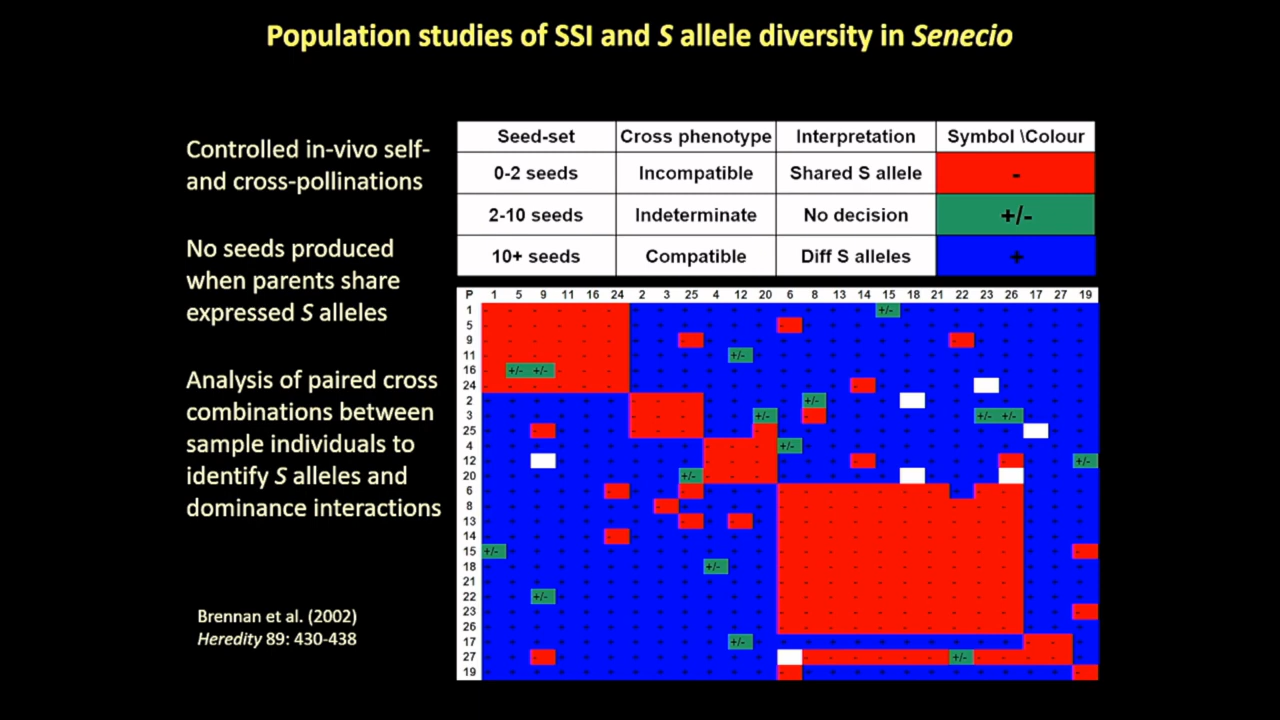 Population studies of SSI and S allele diversity in Senecio
Controlled in-vivo self-
and cross-pollinations
No seeds produced
when parents share
expressed S alleles
Analysis of paired cross
combinations between
sample individuals to
identify S alleles and
dominance interactions
Brennan et al. (2002)
Heredity 89: 430-438
Seed-set Cross phenotype Interpretation Symbol \Colour
0-2 seeds Incompatible Shared S allele -
2-10 seeds Indeterminate No decision +/-
10+ seeds Compatible Diff S alleles +
P 1 5 9 11 16 24 2 3 25 4 12 20 6 8 13 14 15 18 21 22 23 26 17 27 19
1 +/-
5
9
11 +/-
16 +/- +/-
24
2 +/-
3 +/- +/- +/-
25
4 +/-
12 +/-
20 +/-
6
8
13
14
15 +/-
18 +/-
21
22 +/-
23
26
17 +/-
27 +/-
19